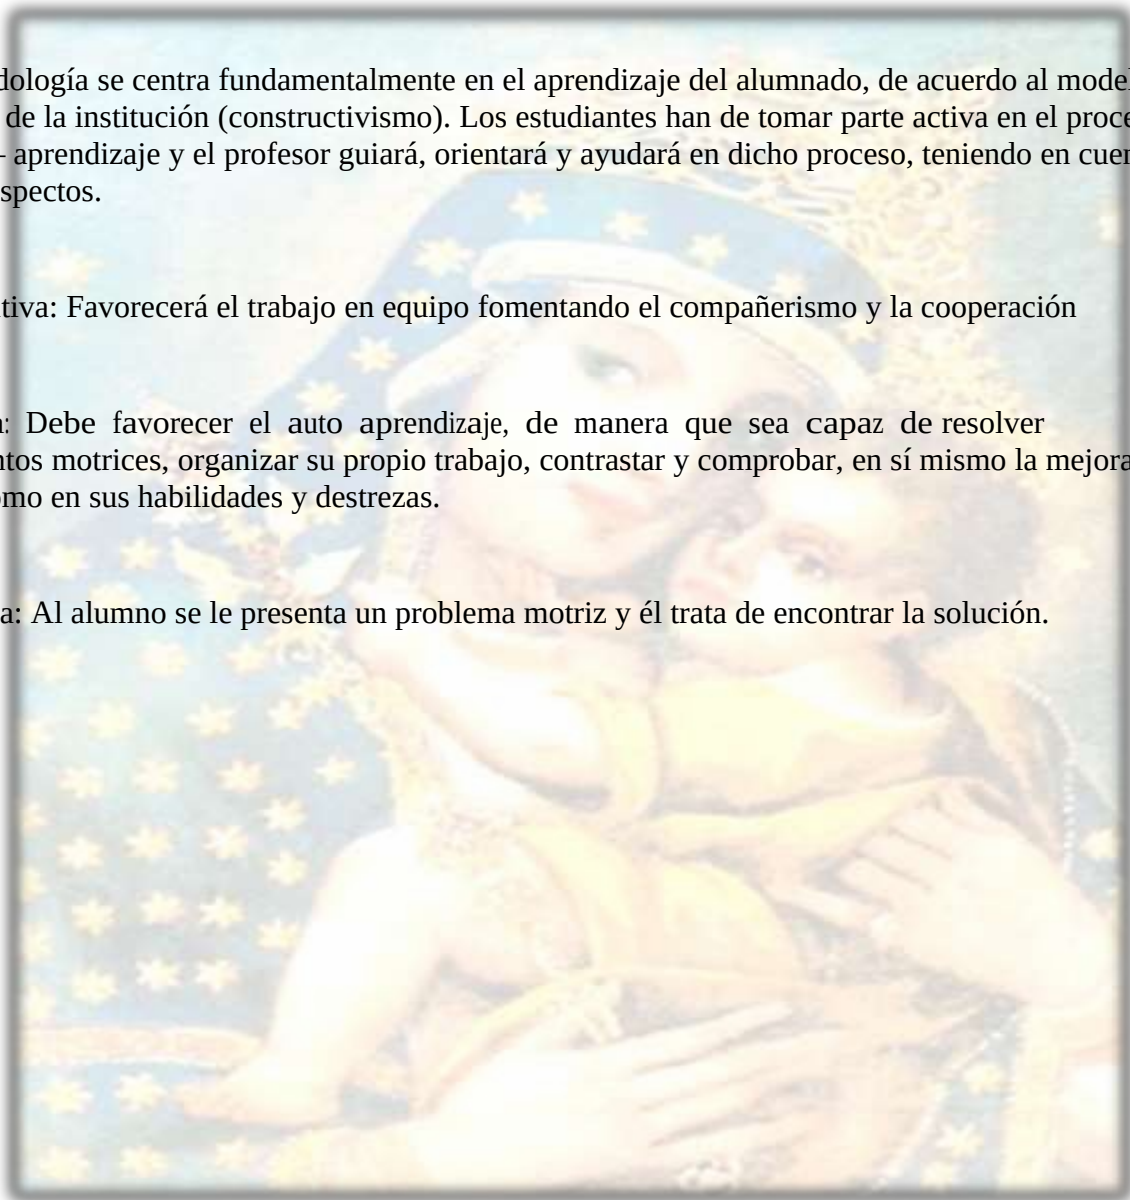 dología se centra fundamentalmente en el aprendizaje del alumnado, de acuerdo al model
de la institución (constructivismo). Los estudiantes han de tomar parte activa en el proce
– aprendizaje y el profesor guiará, orientará y ayudará en dicho proceso, teniendo en cuen
spectos.
tiva: Favorecerá el trabajo en equipo fomentando el compañerismo y la cooperación
: Debe favorecer el auto aprendizaje, de manera que sea capaz de resolver
ntos motrices, organizar su propio trabajo, contrastar y comprobar, en sí mismo la mejora
omo en sus habilidades y destrezas.
a: Al alumno se le presenta un problema motriz y él trata de encontrar la solución.